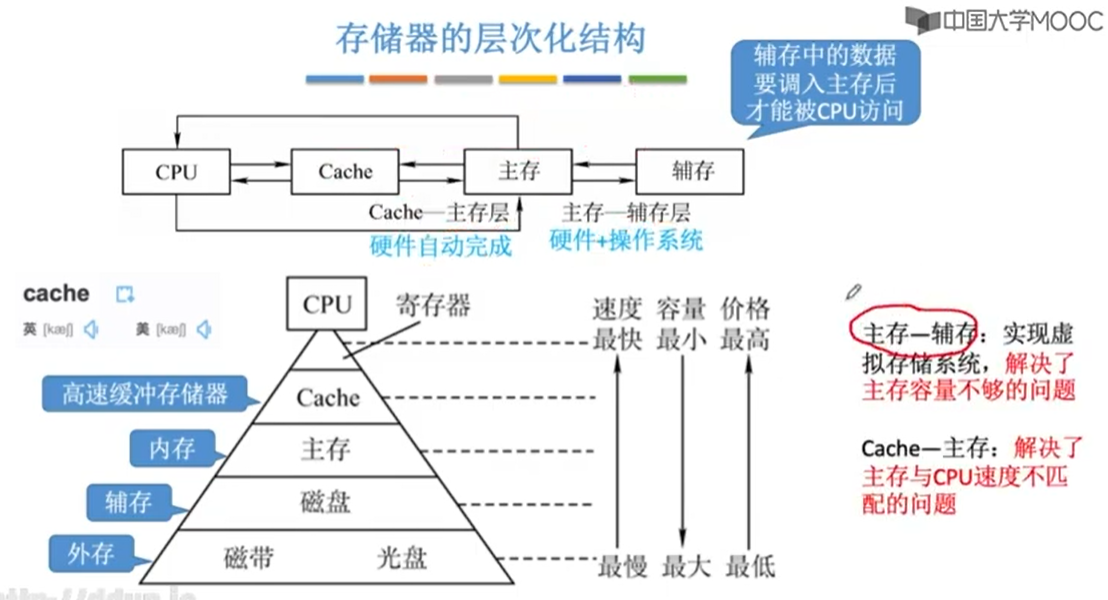 中国大学MOOC
存储器的层次化结构
辅存中的数据
要调入主存后
才能被CPU访问
CPU
Cache
主存
辅存
Cache—主存层
主存—辅存层
硬件自动完成
硬件+操作系统
cache
英 [kæʃ]
美 [kæʃ]
CPU
寄存器
速度 容量 价格
最快 最小 最高
高速缓冲存储器
Cache
内存
主存
辅存
磁盘
外存
磁带
光盘
最慢 最大 最低
主存—辅存：实现虚
拟存储系统，解决了
主存容量不够的问题
Cache—主存：解决了
主存与CPU速度不匹
配的问题